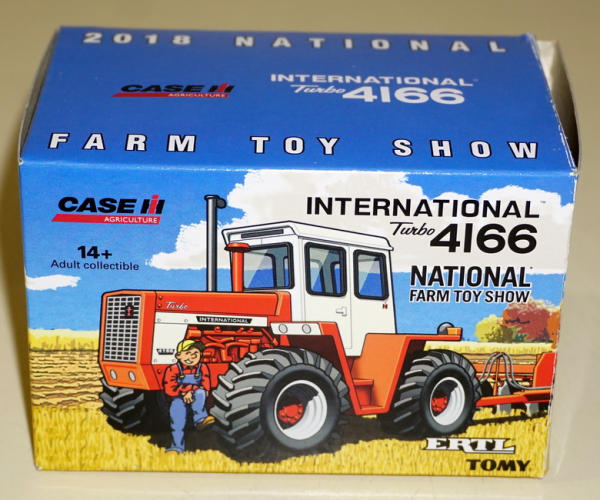 2018 NATIONAL
CASE IH
AGRICULTURE
INTERNATIONAL
Turbo 4166
FARM TOY SHOW
CASE IH
AGRICULTURE
14+
Adult collectible
INTERNATIONAL™
Turbo 4166
NATIONAL
FARM TOY SHOW
Turbo
INTERNATIONAL
ERTL
TOMY